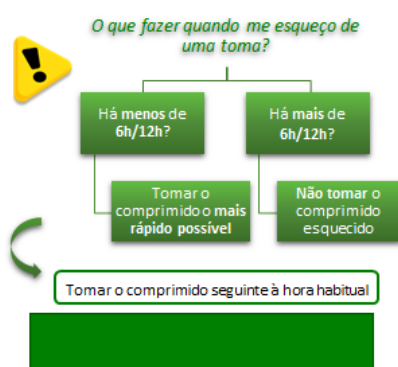 O que fazer quando me esqueço de
uma toma?
Há menos de
6h/12h?
Há mais de
6h/12h?
Tomar o
comprimido o mais
rápido possível
Não tomar o
comprimido
esquecido
Tomar o comprimido seguinte à hora habitual